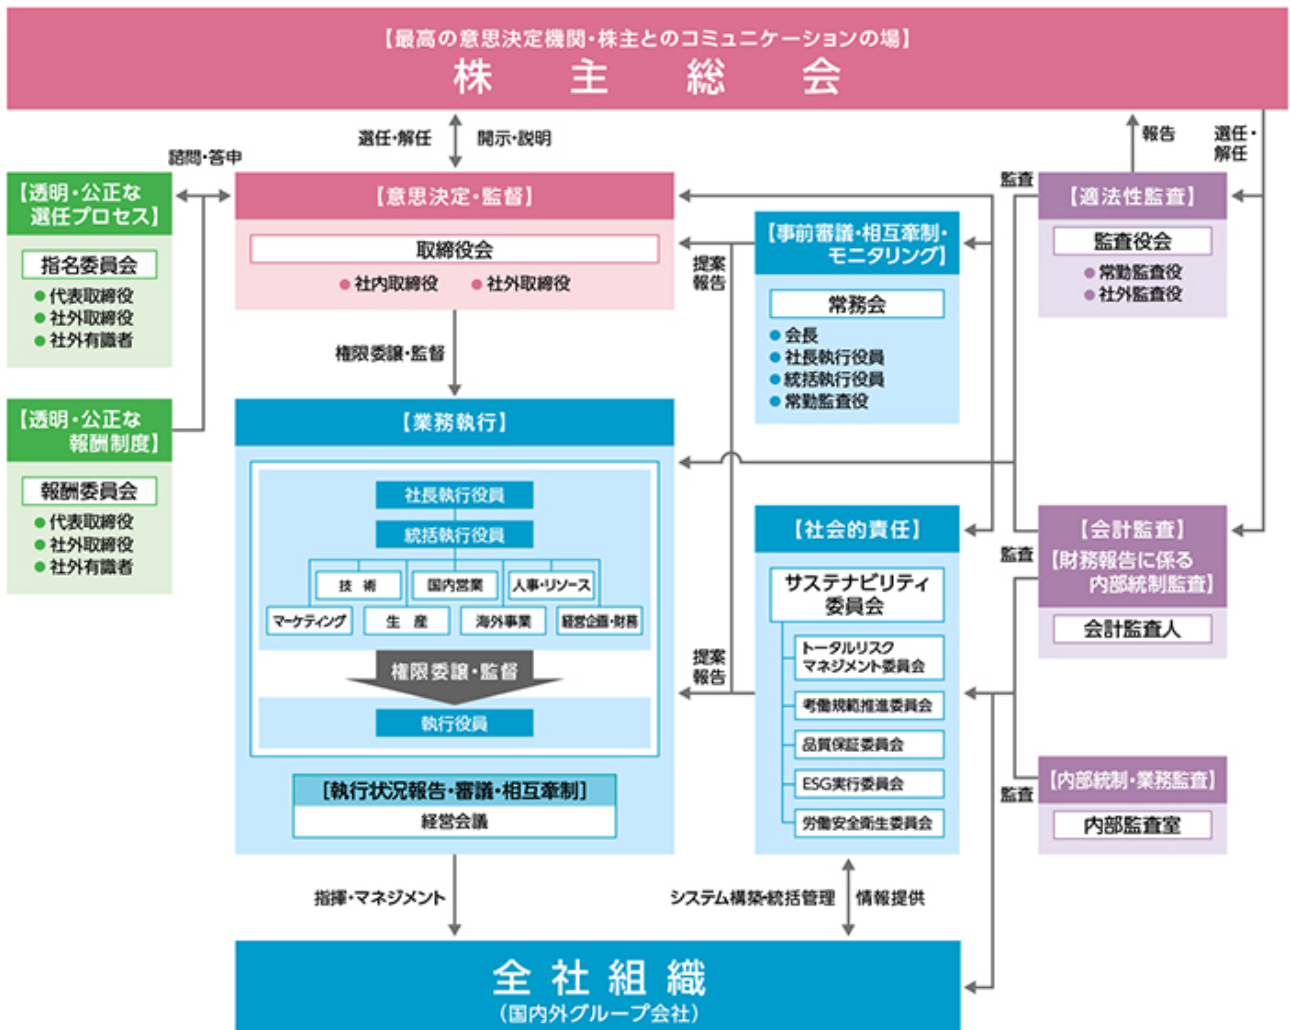 【最高の意思決定機関・株主とのコミュニケーションの場】
株主総会
選任・解任
開示・説明
報告
選任・
解任
諮問・答申
監査
【透明・公正な
選任プロセス】
指名委員会
● 代表取締役
● 社外取締役
● 社外有識者
【意思決定・監督】
取締役会
● 社内取締役
● 社外取締役
提案
報告
【事前審議・相互牽制・
モニタリング】
常務会
● 会長
● 社長執行役員
● 統括執行役員
● 常勤監査役
【適法性監査】
監査役会
● 常勤監査役
● 社外監査役
権限委譲・監督
【透明・公正な
報酬制度】
報酬委員会
● 代表取締役
● 社外取締役
● 社外有識者
【業務執行】
社長執行役員
統括執行役員
技術
国内営業
人事・リソース
マーケティング
生産
海外事業
経営企画・財務
権限委譲・監督
執行役員
【執行状況報告・審議・相互牽制】
経営会議
提案
報告
【社会的責任】
サステナビリティ
委員会
トータルリスク
マネジメント委員会
考働規範推進委員会
品質保証委員会
ESG実行委員会
労働安全衛生委員会
監査
【会計監査】
【財務報告に係る
内部統制監査】
会計監査人
監査
【内部統制・業務監査】
内部監査室
指揮・マネジメント
システム構築・統括管理
情報提供
全社組織
（国内外グループ会社）